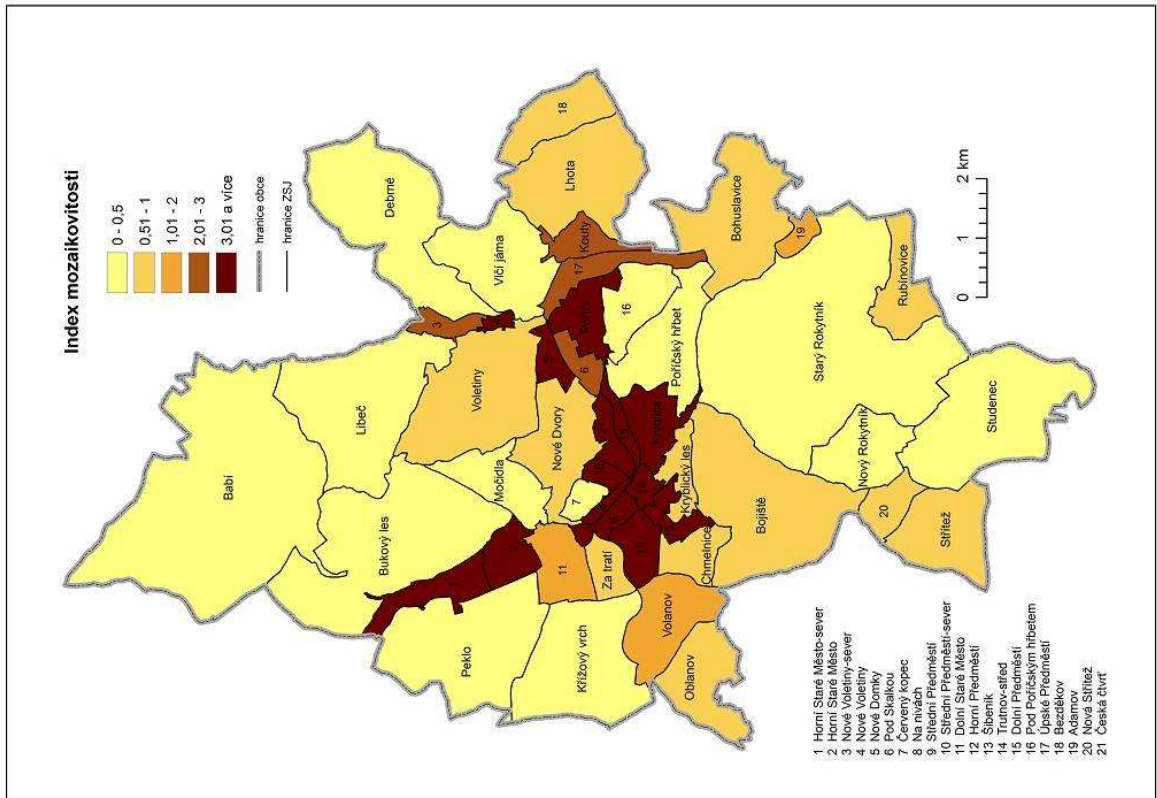 Index mozaikovitosti
0 - 0,5
0,51 - 1
1,01 - 2
2,01 - 3
3,01 a více
hranice obce
hranice ZSJ
Babí
Debrné
Libeč
Vlčí jáma
18
Lhota
Bukový les
3
Voletiny
Kouty
17
Močidla
Nové Dvory
6
Poříčí
16
Bohuslavice
19
Peklo
7
Poříčský hřbet
11
Za tratí
Kryblice
Kryblický les
Starý Rokytník
Rubínovice
Křížový vrch
Chmelnice
Bojiště
Volanov
Oblanov
Nový Rokytník
20
Střítež
Studenec
0 1 2 km
1 Horní Staré Město-sever
2 Horní Staré Město
3 Nové Voletiny-sever
4 Nové Voletiny
5 Nové Domky
6 Pod Skalkou
7 Červený kopec
8 Na nivách
9 Střední Předměstí
10 Střední Předměstí-sever
11 Dolní Staré Město
12 Horní Předměstí
13 Šibeník
14 Trutnov-střed
15 Dolní Předměstí
16 Pod Poříčským hřbetem
17 Úpské Předměstí
18 Bezděkov
19 Adamov
20 Nová Střítež
21 Česká čtvrť